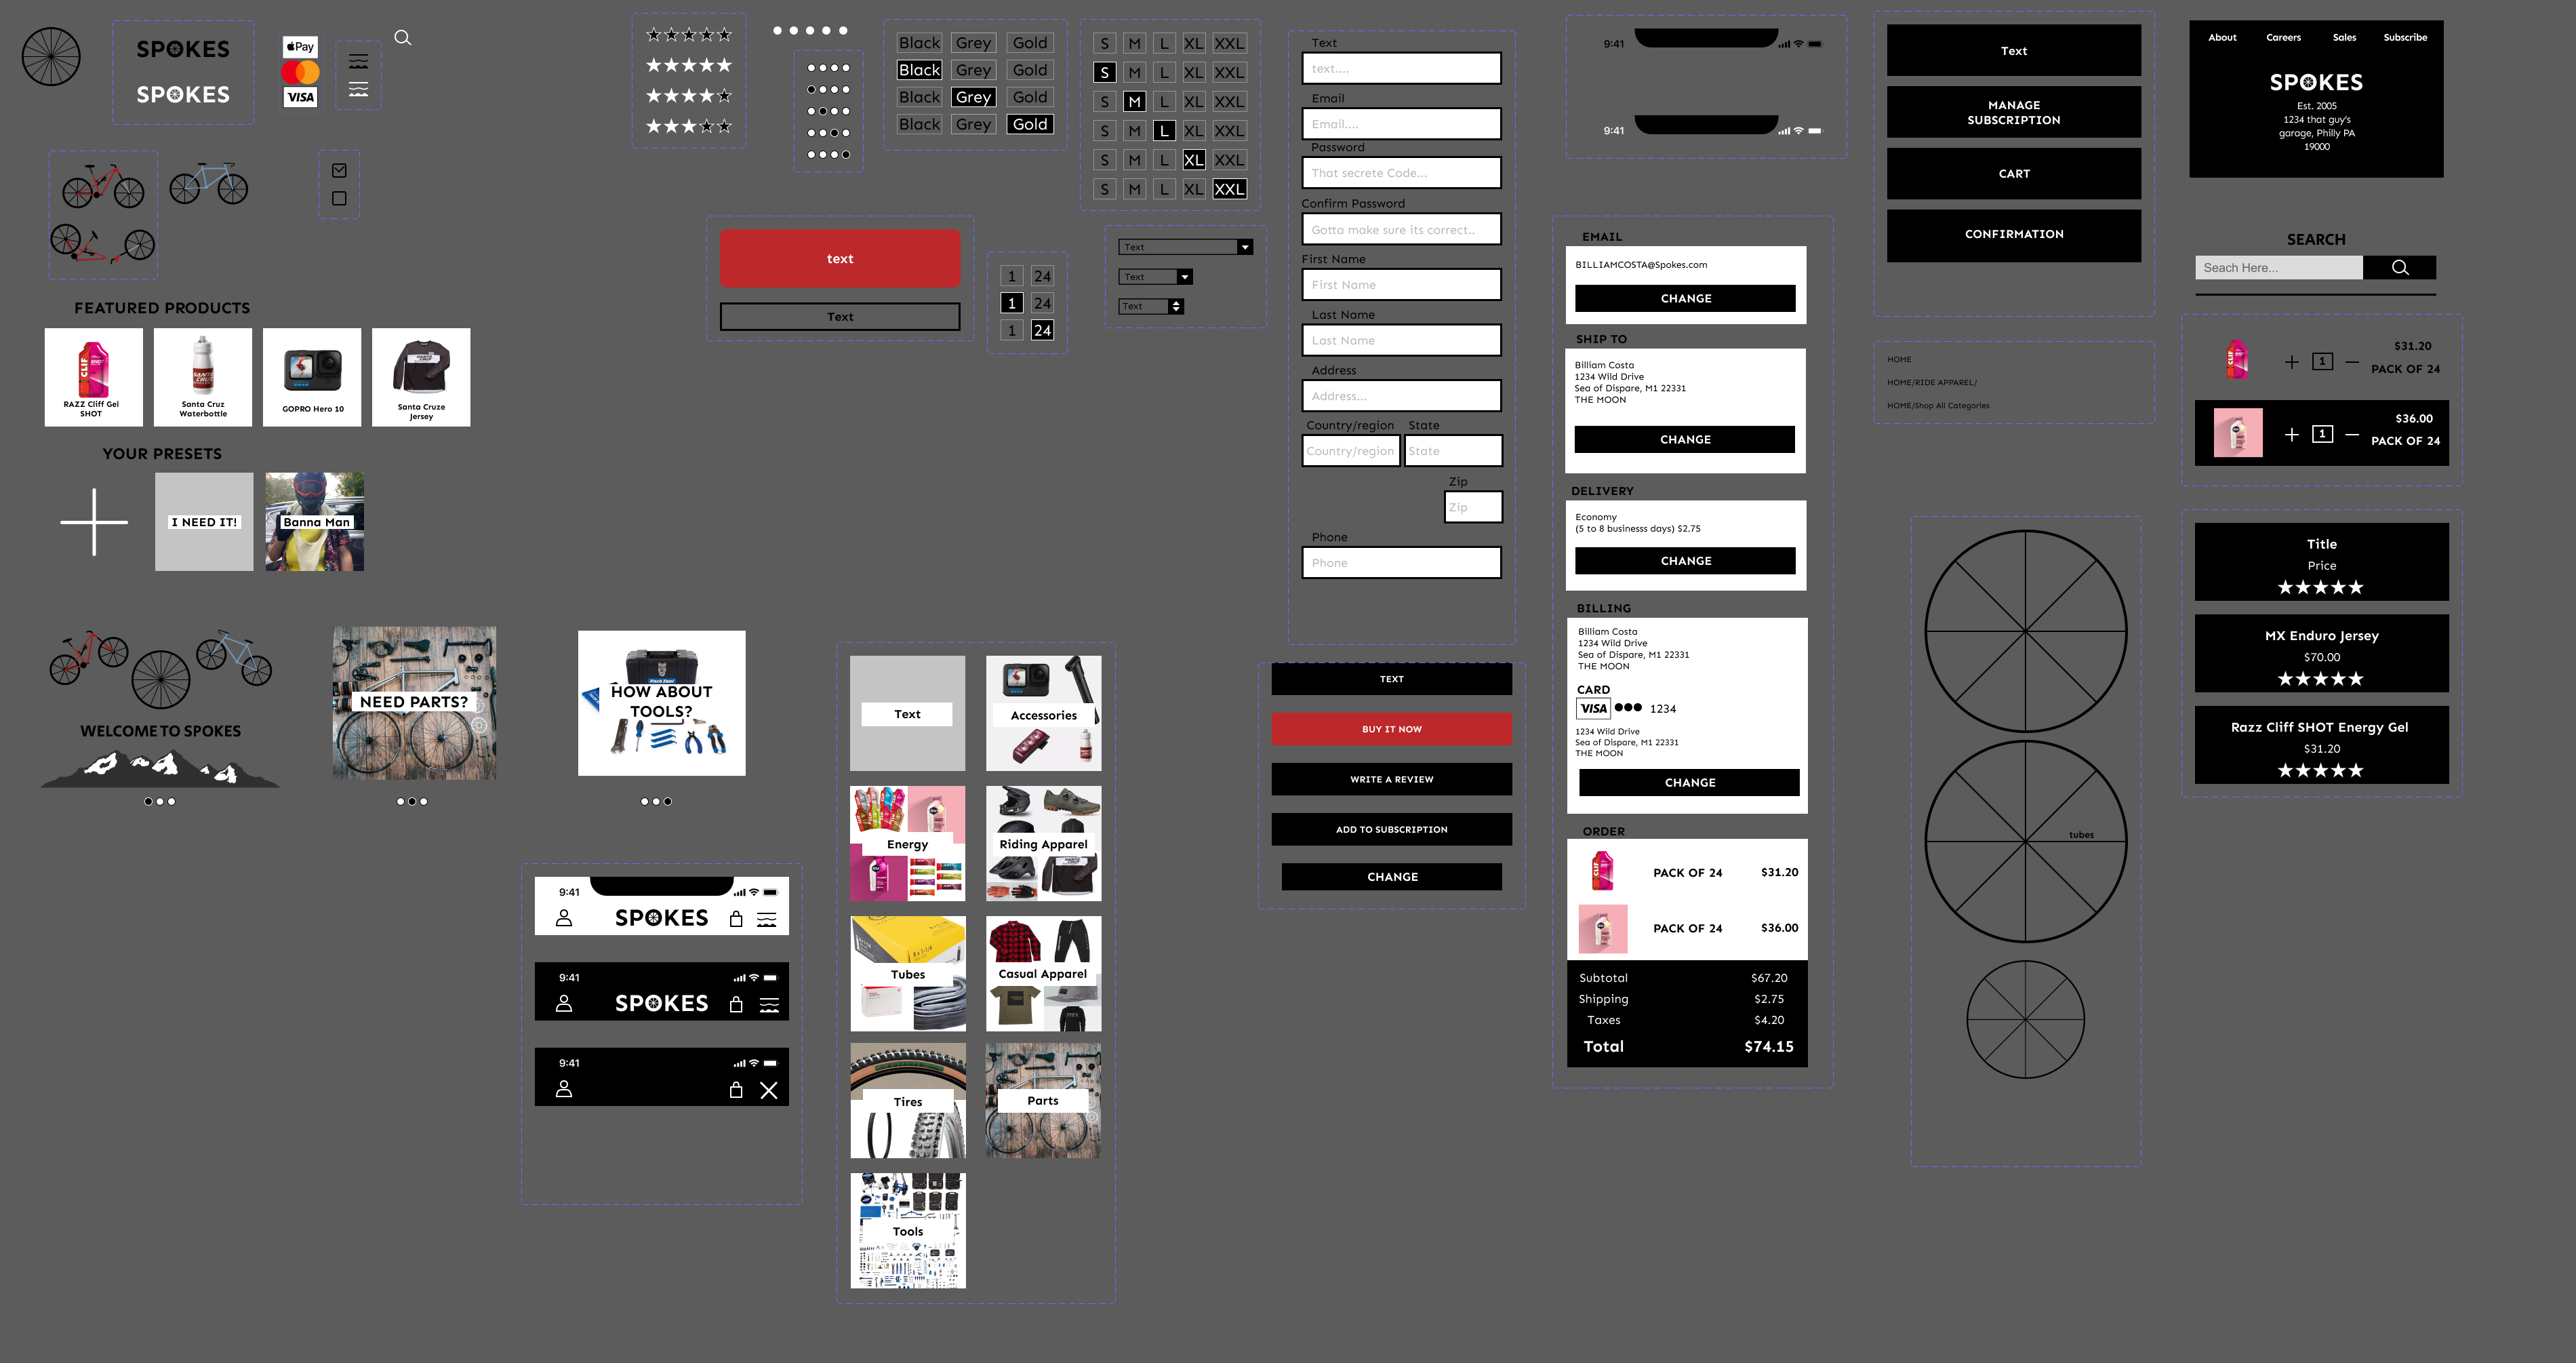 SPOKES
SPOKES
Pay
VISA
FEATURED PRODUCTS
CLIF
SHOT
RAZZ Cliff Gel
SHOT
SANTA
CRUZ
Santa Cruz
Waterbottle
GOPRO Hero 10
SANTA CRUZ
Santa Cruze
Jersey
YOUR PRESETS
I NEED IT!
Banna Man
WELCOME TO SPOKES
NEED PARTS?
HOW ABOUT
TOOLS?
9:41
SPOKES
9:41
SPOKES
9:41
Black Grey Gold
Black Grey Gold
Black Grey Gold
Black Grey Gold
S M L XL XXL
S M L XL XXL
S M L XL XXL
S M L XL XXL
S M L XL XXL
S M L XL XXL
text
Text
1 24
1 24
1 24
Text
Text
Text
Text
Accessories
Energy
Riding Apparel
Tubes
Casual Apparel
Tires
Parts
Tools
Text
text....
Email
Email....
Password
That secrete Code...
Confirm Password
Gotta make sure its correct..
First Name
First Name
Last Name
Last Name
Address
Address...
Country/region State
Country/region State
Zip
Zip
Phone
Phone
TEXT
BUY IT NOW
WRITE A REVIEW
ADD TO SUBSCRIPTION
CHANGE
9:41
9:41
EMAIL
BILLIAMCOSTA@Spokes.com
CHANGE
SHIP TO
Billiam Costa
1234 Wild Drive
Sea of Dispare, M1 22331
THE MOON
CHANGE
DELIVERY
Economy
(5 to 8 businesss days) $2.75
CHANGE
BILLING
Billiam Costa
1234 Wild Drive
Sea of Dispare, M1 22331
THE MOON
CARD
VISA 1234
1234 Wild Drive
Sea of Dispare, M1 22331
THE MOON
CHANGE
ORDER
CLIF
PACK OF 24 $31.20
PACK OF 24 $36.00
Subtotal $67.20
Shipping $2.75
Taxes $4.20
Total $74.15
Text
MANAGE
SUBSCRIPTION
CART
CONFIRMATION
HOME
HOME/RIDE APPAREL/
HOME/Shop All Categories
tubes
About Careers Sales Subscribe
SPOKES
Est. 2005
1234 that guy's
garage, Philly PA
19000
SEARCH
Seach Here...
CLIF
1
$31.20
PACK OF 24
1
$36.00
PACK OF 24
Title
Price
MX Enduro Jersey
$70.00
Razz Cliff SHOT Energy Gel
$31.20